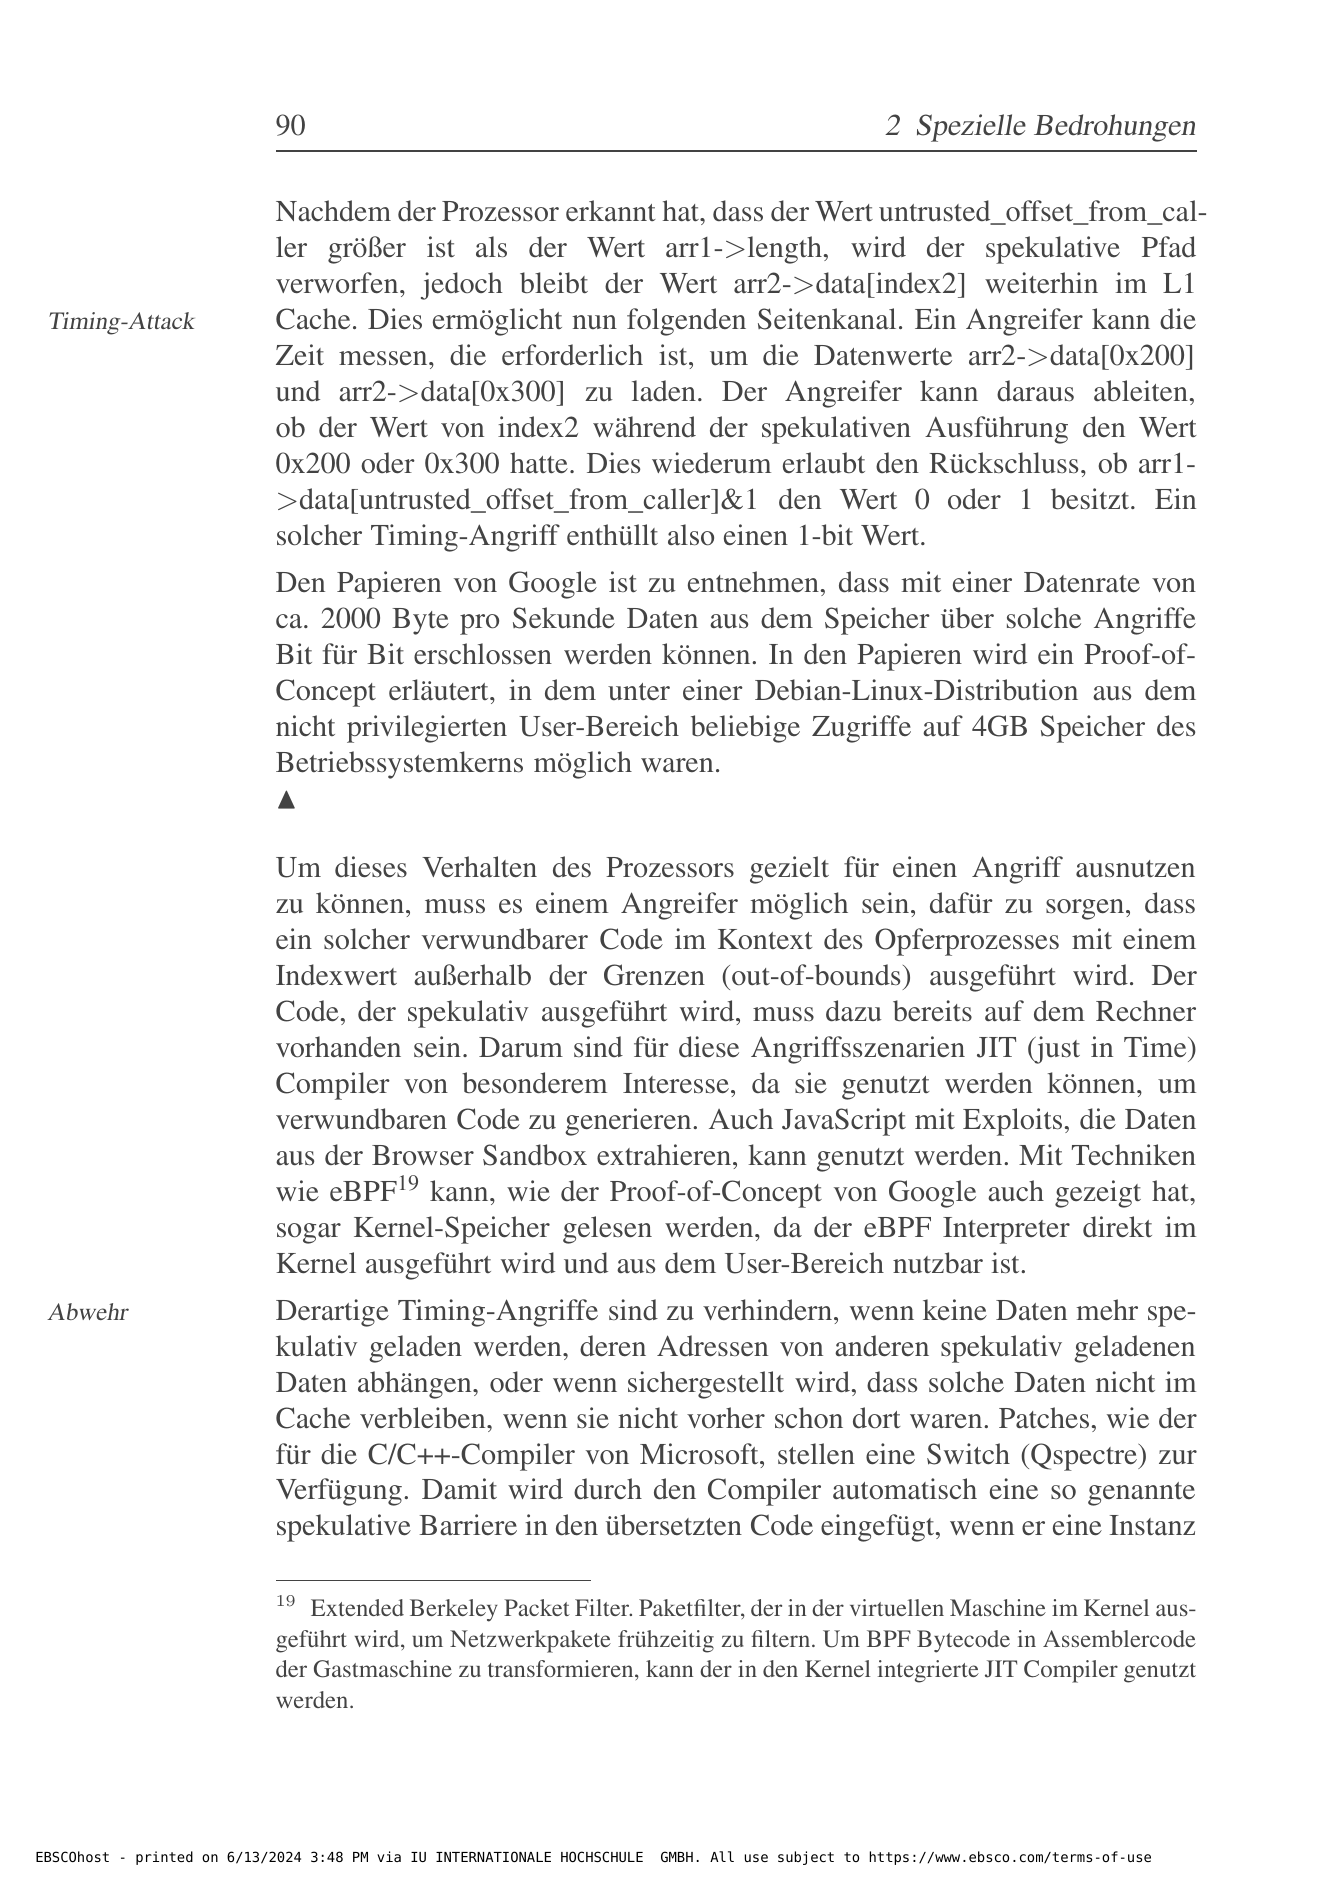 90
2 Spezielle Bedrohungen
Nachdem der Prozessor erkannt hat, dass der Wert untrusted_offset_from_cal-
ler größer ist als der Wert arr1->length, wird der spekulative Pfad
verworfen, jedoch bleibt der Wert arr2->data[index2] weiterhin im L1
Timing-Attack
Cache. Dies ermöglicht nun folgenden Seitenkanal. Ein Angreifer kann die
Zeit messen, die erforderlich ist, um die Datenwerte arr2->data[0x200]
und arr2->data[0x300] zu laden. Der Angreifer kann daraus ableiten,
ob der Wert von index2 während der spekulativen Ausführung den Wert
0x200 oder 0x300 hatte. Dies wiederum erlaubt den Rückschluss, ob arr1-
>data[untrusted_offset_from_caller]&1 den Wert 0 oder 1 besitzt. Ein
solcher Timing-Angriff enthüllt also einen 1-bit Wert.
Den Papieren von Google ist zu entnehmen, dass mit einer Datenrate von
ca. 2000 Byte pro Sekunde Daten aus dem Speicher über solche Angriffe
Bit für Bit erschlossen werden können. In den Papieren wird ein Proof-of-
Concept erläutert, in dem unter einer Debian-Linux-Distribution aus dem
nicht privilegierten User-Bereich beliebige Zugriffe auf 4GB Speicher des
Betriebssystemkerns möglich waren.
▲
Um dieses Verhalten des Prozessors gezielt für einen Angriff ausnutzen
zu können, muss es einem Angreifer möglich sein, dafür zu sorgen, dass
ein solcher verwundbarer Code im Kontext des Opferprozesses mit einem
Indexwert außerhalb der Grenzen (out-of-bounds) ausgeführt wird. Der
Code, der spekulativ ausgeführt wird, muss dazu bereits auf dem Rechner
vorhanden sein. Darum sind für diese Angriffsszenarien JIT (just in Time)
Compiler von besonderem Interesse, da sie genutzt werden können, um
verwundbaren Code zu generieren. Auch JavaScript mit Exploits, die Daten
aus der Browser Sandbox extrahieren, kann genutzt werden. Mit Techniken
wie eBPF19 kann, wie der Proof-of-Concept von Google auch gezeigt hat,
sogar Kernel-Speicher gelesen werden, da der eBPF Interpreter direkt im
Kernel ausgeführt wird und aus dem User-Bereich nutzbar ist.
Abwehr
Derartige Timing-Angriffe sind zu verhindern, wenn keine Daten mehr spe-
kulativ geladen werden, deren Adressen von anderen spekulativ geladenen
Daten abhängen, oder wenn sichergestellt wird, dass solche Daten nicht im
Cache verbleiben, wenn sie nicht vorher schon dort waren. Patches, wie der
für die C/C++-Compiler von Microsoft, stellen eine Switch (Qspectre) zur
Verfügung. Damit wird durch den Compiler automatisch eine so genannte
spekulative Barriere in den übersetzten Code eingefügt, wenn er eine Instanz
19 Extended Berkeley Packet Filter. Paketfilter, der in der virtuellen Maschine im Kernel aus-
geführt wird, um Netzwerkpakete frühzeitig zu filtern. Um BPF Bytecode in Assemblercode
der Gastmaschine zu transformieren, kann der in den Kernel integrierte JIT Compiler genutzt
werden.
EBSCOhost - printed on 6/13/2024 3:48 PM via IU INTERNATIONALE HOCHSCHULE GMBH. All use subject to https://www.ebsco.com/terms-of-use